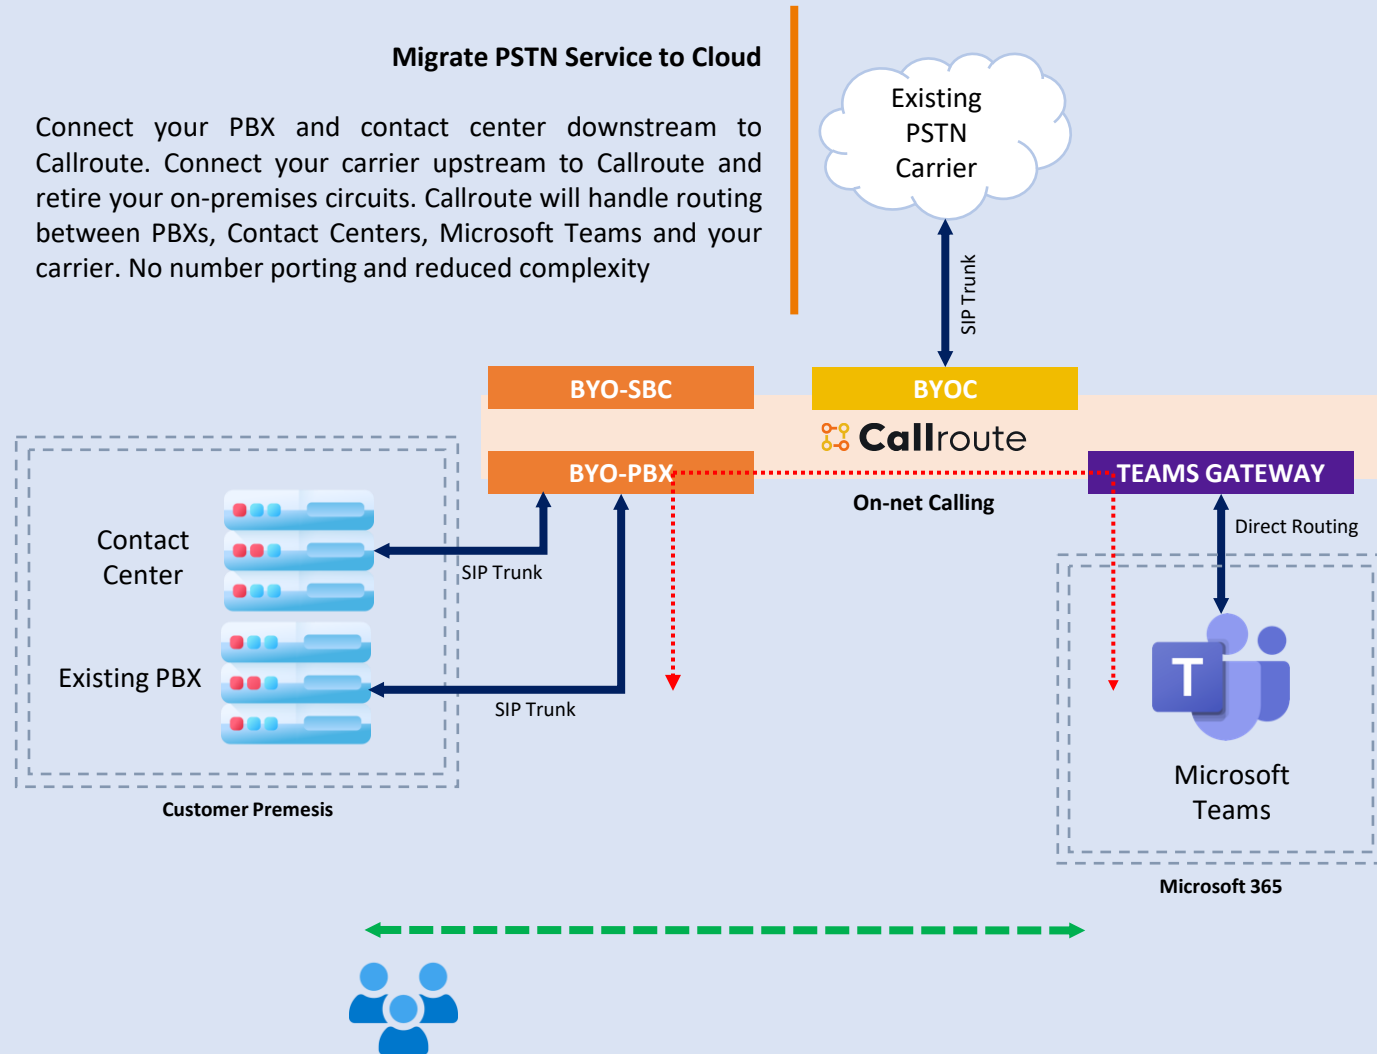 Migrate PSTN Service to Cloud
Connect your PBX and contact center downstream to
Callroute. Connect your carrier upstream to Callroute and
retire your on-premises circuits. Callroute will handle routing
between PBXs, Contact Centers, Microsoft Teams and your
carrier. No number porting and reduced complexity
Existing
PSTN
Carrier
SIP Trunk
BYO-SBC
BYOC
Callroute
BYO-PBX
TEAMS GATEWAY
On-net Calling
Direct Routing
Contact
Center
SIP Trunk
Existing PBX
SIP Trunk
Customer Premesis
T
Microsoft
Teams
Microsoft 365